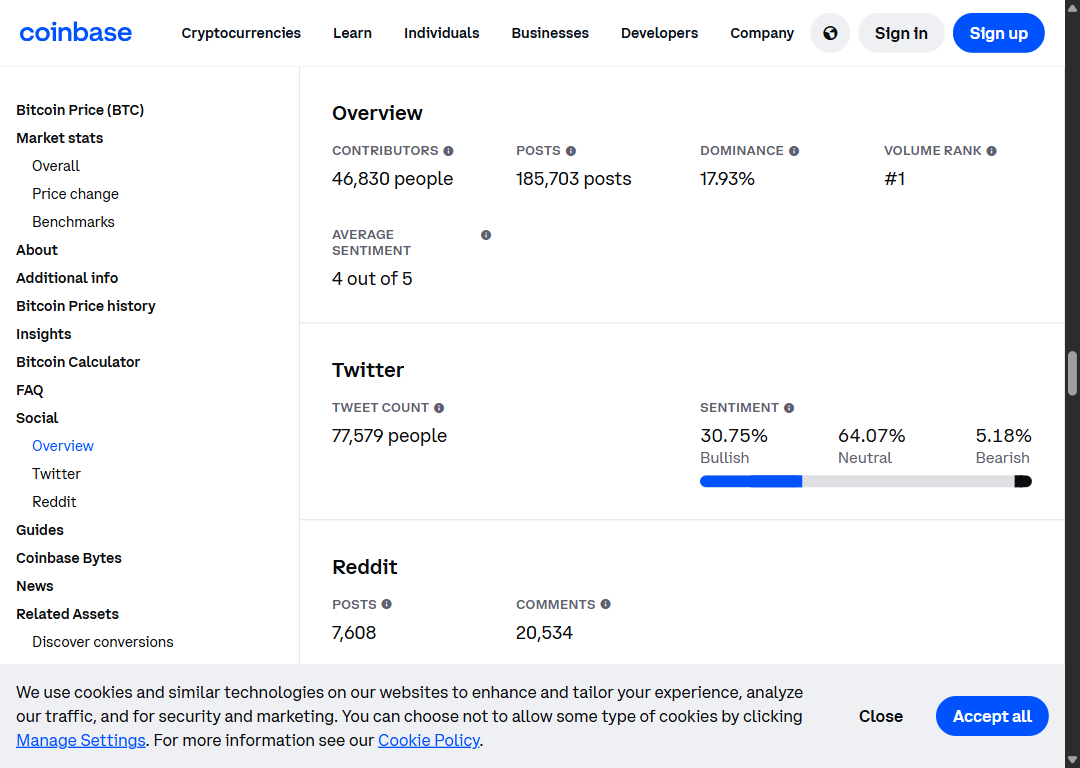 coinbase
Cryptocurrencies
Learn
Individuals
Businesses
Developers
Company
Sign in
Sign up
Bitcoin Price (BTC)
Market stats
Overall
Price change
Benchmarks
About
Additional info
Bitcoin Price history
Insights
Bitcoin Calculator
FAQ
Social
Overview
Twitter
Reddit
Guides
Coinbase Bytes
News
Related Assets
Discover conversions
Overview
CONTRIBUTORS
46,830 people
POSTS
185,703 posts
DOMINANCE
17.93%
VOLUME RANK
#1
AVERAGE
SENTIMENT
4 out of 5
Twitter
TWEET COUNT
77,579 people
SENTIMENT
30.75%
Bullish
64.07%
Neutral
5.18%
Bearish
Reddit
POSTS
7,608
COMMENTS
20,534
We use cookies and similar technologies on our websites to enhance and tailor your experience, analyze
our traffic, and for security and marketing. You can choose not to allow some type of cookies by clicking
Manage Settings. For more information see our Cookie Policy.
Close
Accept all